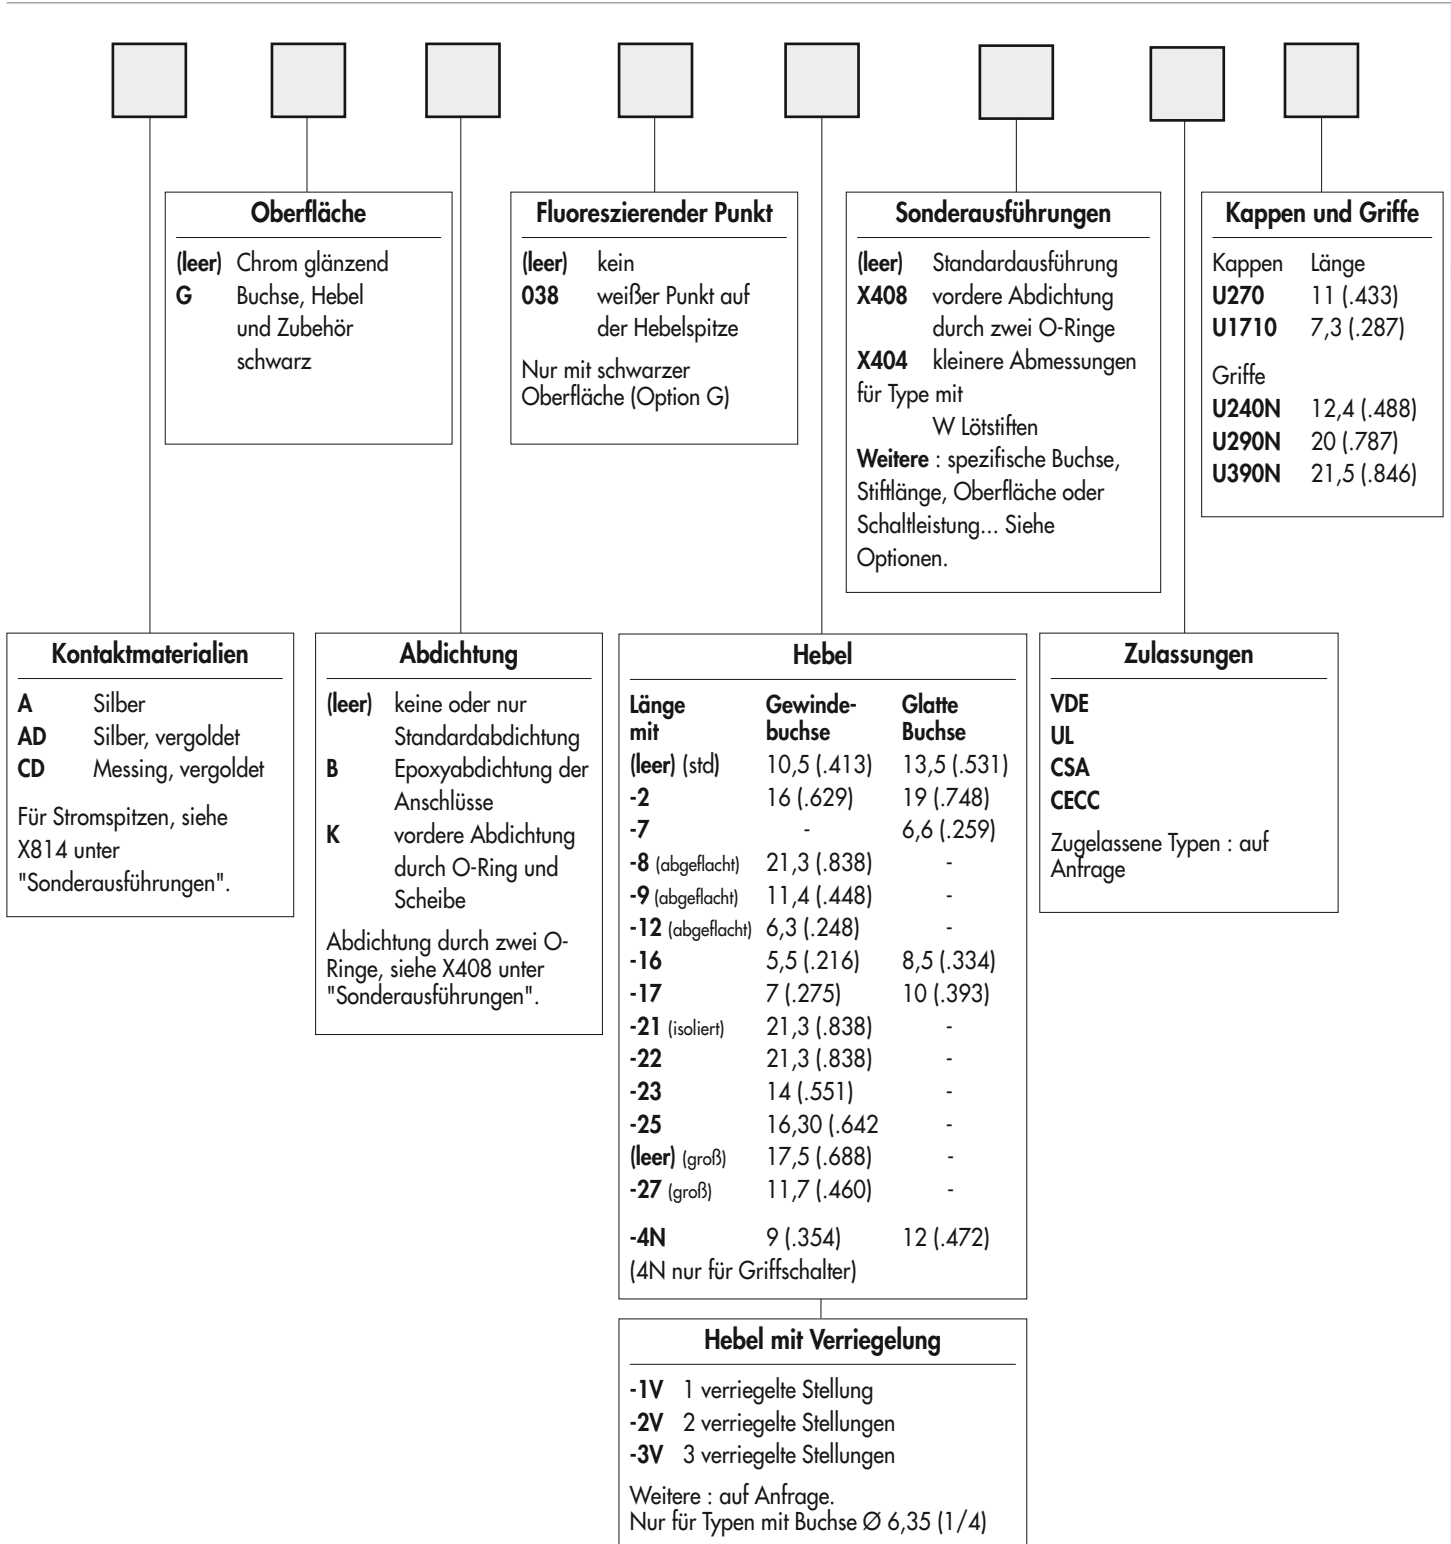 Oberfläche
(leer) Chrom glänzend
G Buchse, Hebel
und Zubehör
schwarz
Fluoreszierender Punkt
(leer) kein
038 weißer Punkt auf
der Hebelspitze
Nur mit schwarzer
Oberfläche (Option G)
Sonderausführungen
(leer) Standardausführung
X408 vordere Abdichtung
durch zwei O-Ringe
X404 kleinere Abmessungen
für Type mit
W Lötstiften
Weitere : spezifische Buchse,
Stiftlänge, Oberfläche oder
Schaltleistung... Siehe
Optionen.
Kappen und Griffe
Kappen Länge
U270 11 (.433)
U1710 7,3 (.287)
Griffe
U240N 12,4 (.488)
U290N 20 (.787)
U390N 21,5 (.846)
Kontaktmaterialien
A Silber
AD Silber, vergoldet
CD Messing, vergoldet
Für Stromspitzen, siehe
X814 unter
"Sonderausführungen".
Abdichtung
(leer) keine oder nur
Standardabdichtung
B Epoxyabdichtung der
Anschlüsse
K vordere Abdichtung
durch O-Ring und
Scheibe
Abdichtung durch zwei O-
Ringe, siehe X408 unter
"Sonderausführungen".
Hebel
Länge Gewinde- Glatte
mit buchse Buchse
(leer) (std) 10,5 (.413) 13,5 (.531)
-2 16 (.629) 19 (.748)
-7 - 6,6 (.259)
-8 (abgeflacht) 21,3 (.838) -
-9 (abgeflacht) 11,4 (.448) -
-12 (abgeflacht) 6,3 (.248) -
-16 5,5 (.216) 8,5 (.334)
-17 7 (.275) 10 (.393)
-21 (isoliert) 21,3 (.838) -
-22 21,3 (.838) -
-23 14 (.551) -
-25 16,30 (.642 -
(leer) (groß) 17,5 (.688) -
-27 (groß) 11,7 (.460) -
-4N 9 (.354) 12 (.472)
(4N nur für Griffschalter)
Zulassungen
VDE
UL
CSA
CECC
Zugelassene Typen : auf
Anfrage
Hebel mit Verriegelung
-1V 1 verriegelte Stellung
-2V 2 verriegelte Stellungen
-3V 3 verriegelte Stellungen
Weitere : auf Anfrage.
Nur für Typen mit Buchse Ø 6,35 (1/4)